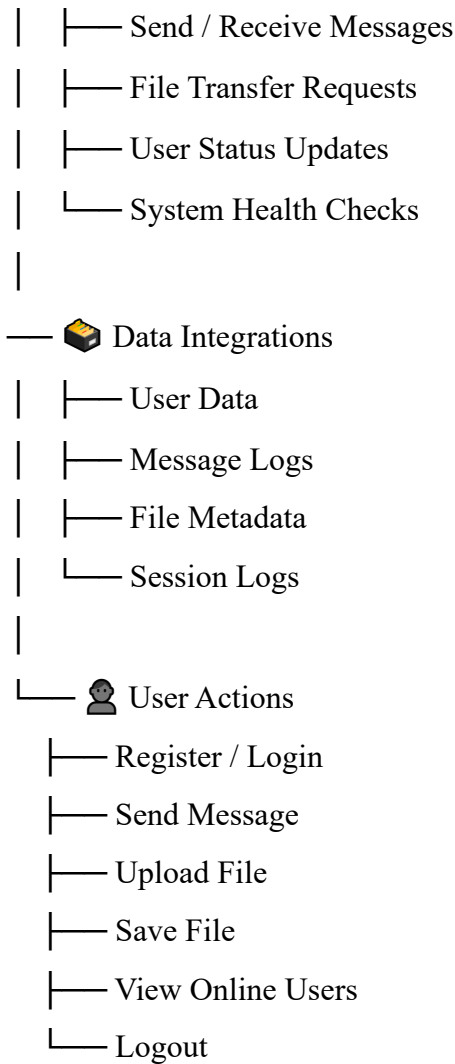 │ ├── Send / Receive Messages
│ ├── File Transfer Requests
│ ├── User Status Updates
│ └── System Health Checks
│
── 🗃 Data Integrations
│ ├── User Data
│ ├── Message Logs
│ ├── File Metadata
│ └── Session Logs
│
└── 👤 User Actions
├── Register / Login
├── Send Message
├── Upload File
├── Save File
├── View Online Users
└── Logout